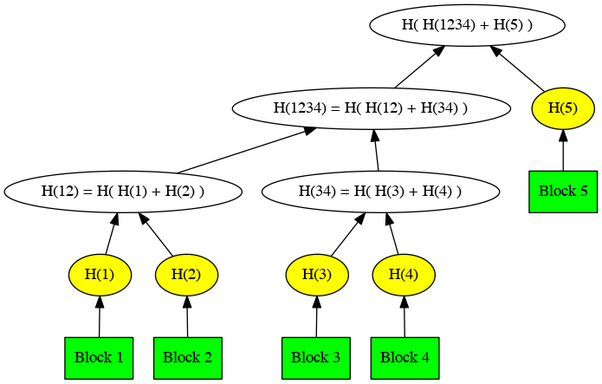 H( H(1234) + H(5) )
H(1234) = H( H(12) + H(34) )
H(5)
H(12) = H( H(1) + H(2) )
H(34) = H( H(3) + H(4) )
Block 5
H(1)
H(2)
H(3)
H(4)
Block 1
Block 2
Block 3
Block 4